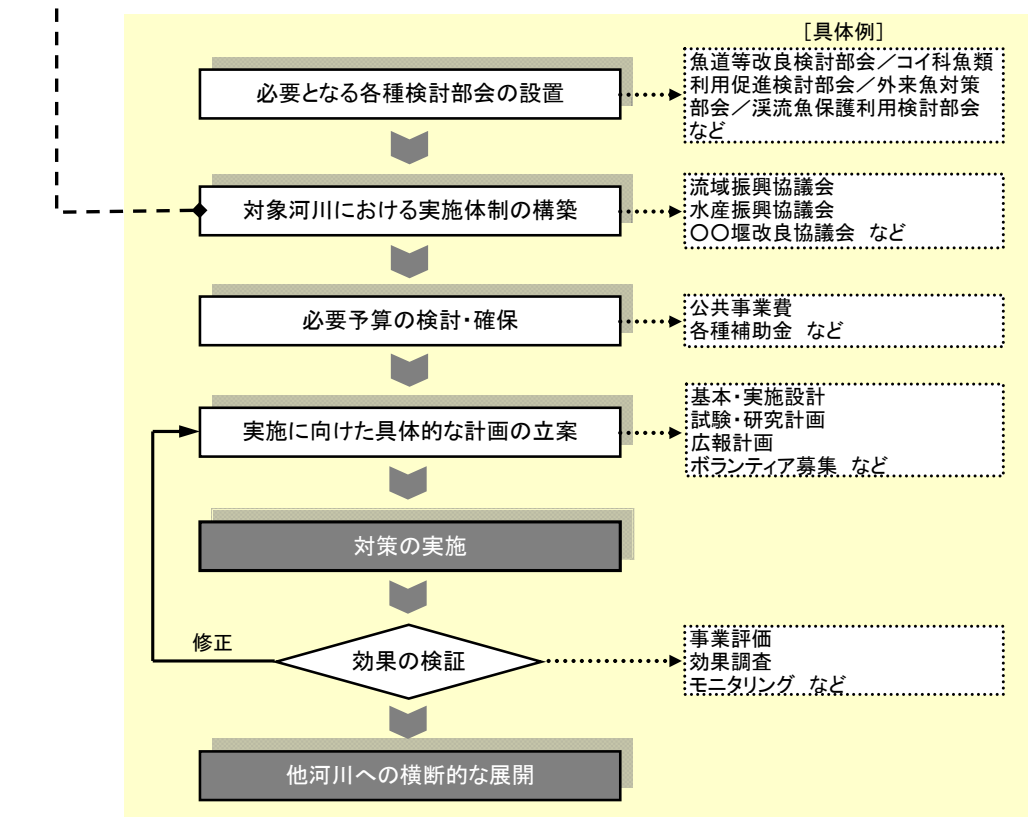 ［具体例］
必要となる各種検討部会の設置
魚道等改良検討部会／コイ科魚類
利用促進検討部会／外来魚対策
部会／渓流魚保護利用検討部会
など
対象河川における実施体制の構築
流域振興協議会
水産振興協議会
〇〇堰改良協議会 など
必要予算の検討・確保
公共事業費
各種補助金 など
実施に向けた具体的な計画の立案
基本・実施設計
試験・研究計画
広報計画
ボランティア募集 など
対策の実施
修正
効果の検証
事業評価
効果調査
モニタリング など
他河川への横断的な展開